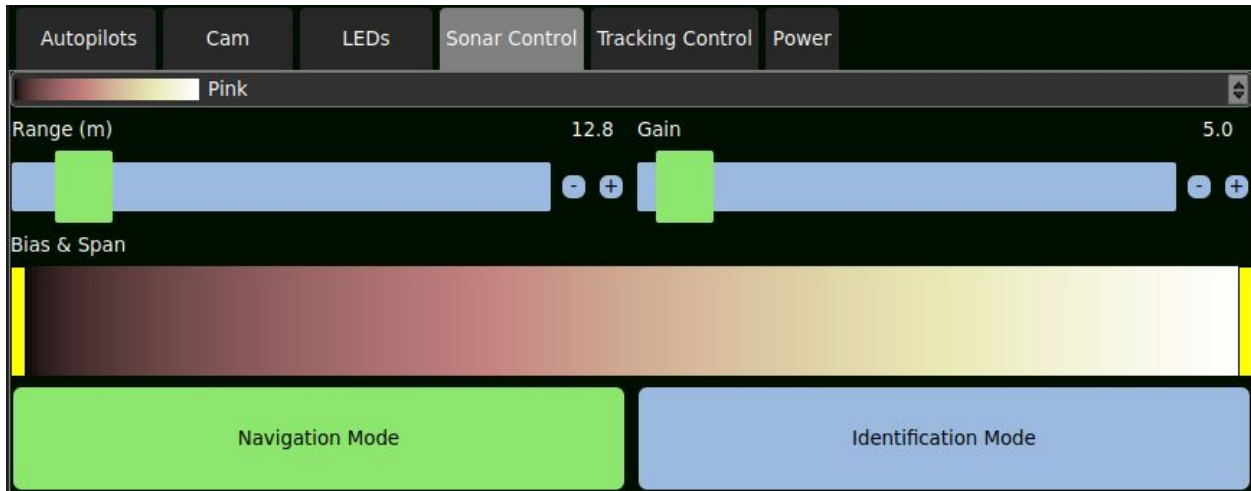 Autopilots Cam LEDs Sonar Control Tracking Control Power
Pink
Range (m) 12.8 Gain 5.0
- + - +
Bias & Span
Navigation Mode Identification Mode